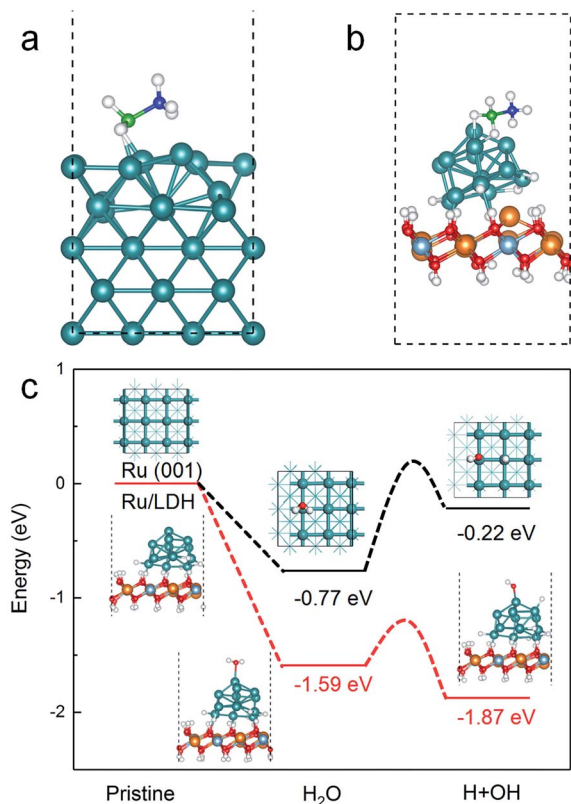 a
b
c
1
0
-1
-2
Energy (eV)
Ru (001)
Ru/LDH
-0.77 eV
-0.22 eV
-1.59 eV
-1.87 eV
Pristine H₂O H+OH